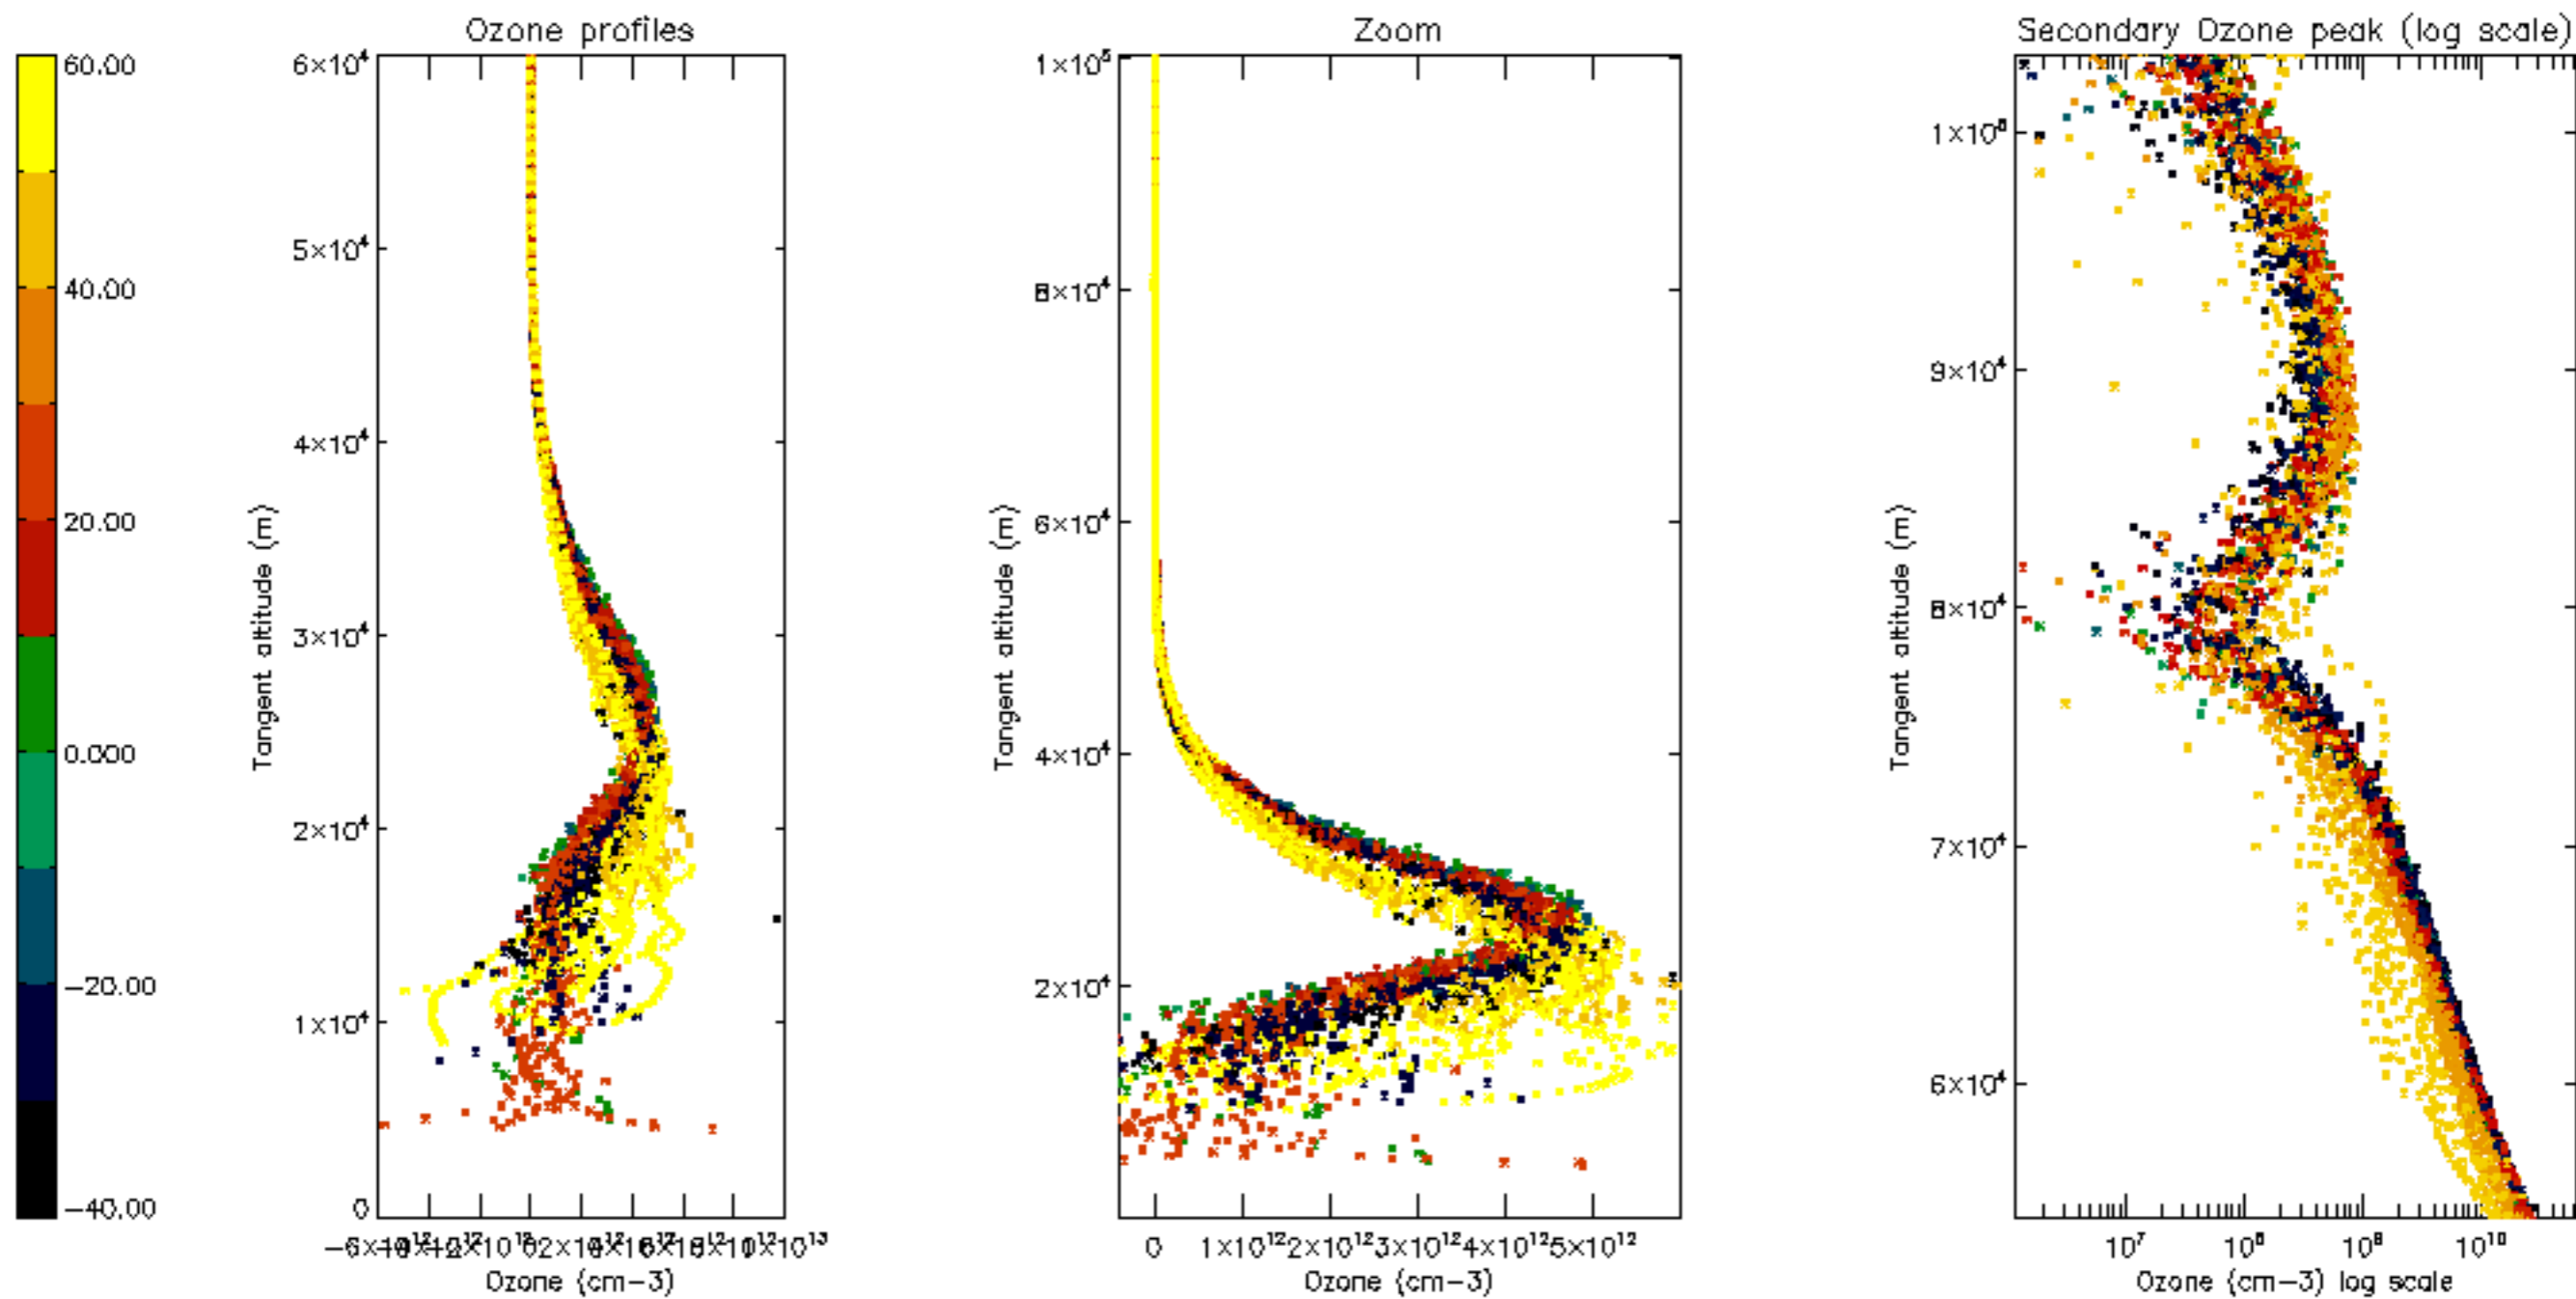 Ozone profiles
Zoom
Secondary Ozone peak (log scale)
60.00
40.00
20.00
0.000
−20.00
−40.00
6×10⁴
5×10⁴
4×10⁴
3×10⁴
2×10⁴
1×10⁴
0
Tangent altitude (m)
Ozone (cm−3)
1×10⁵
8×10⁴
6×10⁴
4×10⁴
2×10⁴
Tangent altitude (m)
0 1×10¹² 2×10¹² 3×10¹² 4×10¹² 5×10¹²
Ozone (cm−3)
9×10⁴
8×10⁴
7×10⁴
6×10⁴
Tangent altitude (m)
10⁷ 10⁸ 10⁹ 10¹⁰
Ozone (cm−3) log scale